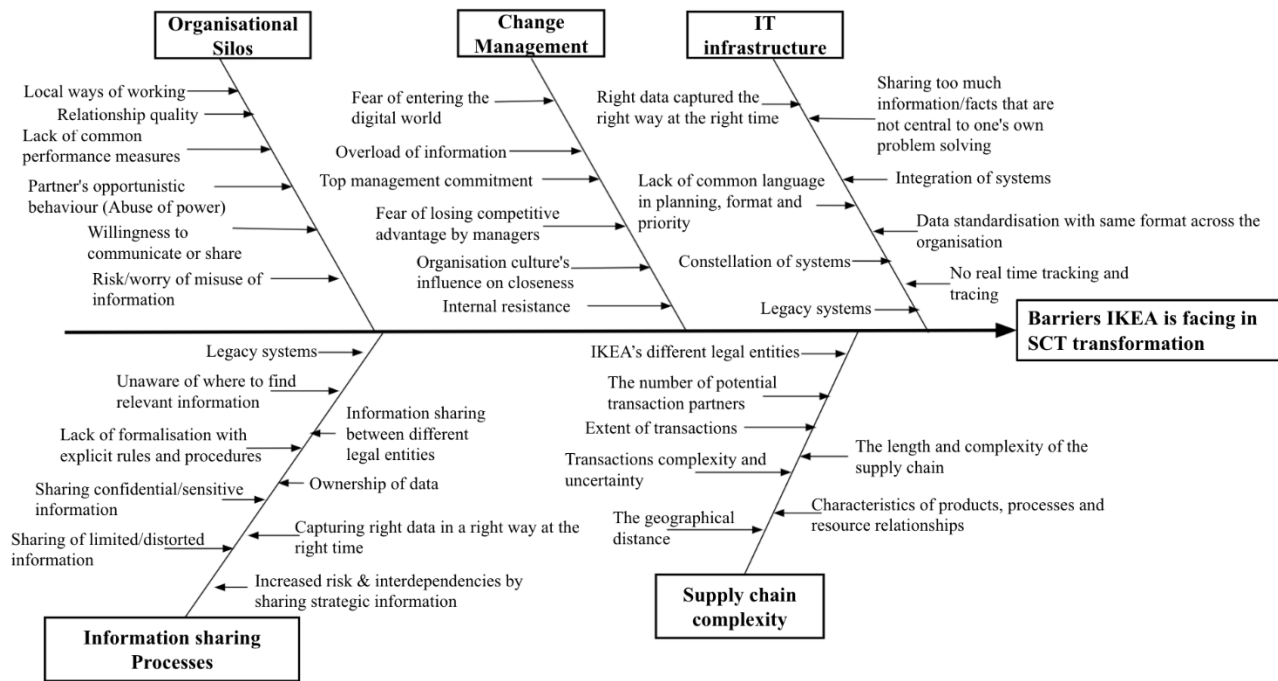 Organisational
Silos
Change
Management
IT
infrastructure
Local ways of working
Relationship quality
Lack of common
performance measures
Partner's opportunistic
behaviour (Abuse of power)
Willingness to
communicate or share
Risk/worry of misuse of
information
Fear of entering the
digital world
Overload of information
Top management commitment
Fear of losing competitive
advantage by managers
Organisation culture's
influence on closeness
Internal resistance
Right data captured the
right way at the right time
Lack of common language
in planning, format and
priority
Constellation of systems
Legacy systems
Sharing too much
information/facts that are
not central to one's own
problem solving
Integration of systems
Data standardisation with same format across the
organisation
No real time tracking and
tracing
Barriers IKEA is facing in
SCT transformation
Legacy systems
Unaware of where to find
relevant information
Lack of formalisation with
explicit rules and procedures
Sharing confidential/sensitive
information
Sharing of limited/distorted
information
Information sharing
between different
legal entities
Ownership of data
Capturing right data in a right way at the
right time
Increased risk & interdependencies by
sharing strategic information
Information sharing
Processes
IKEA's different legal entities
The number of potential
transaction partners
Extent of transactions
Transactions complexity and
uncertainty
The geographical
distance
The length and complexity of the
supply chain
Characteristics of products, processes and
resource relationships
Supply chain
complexity